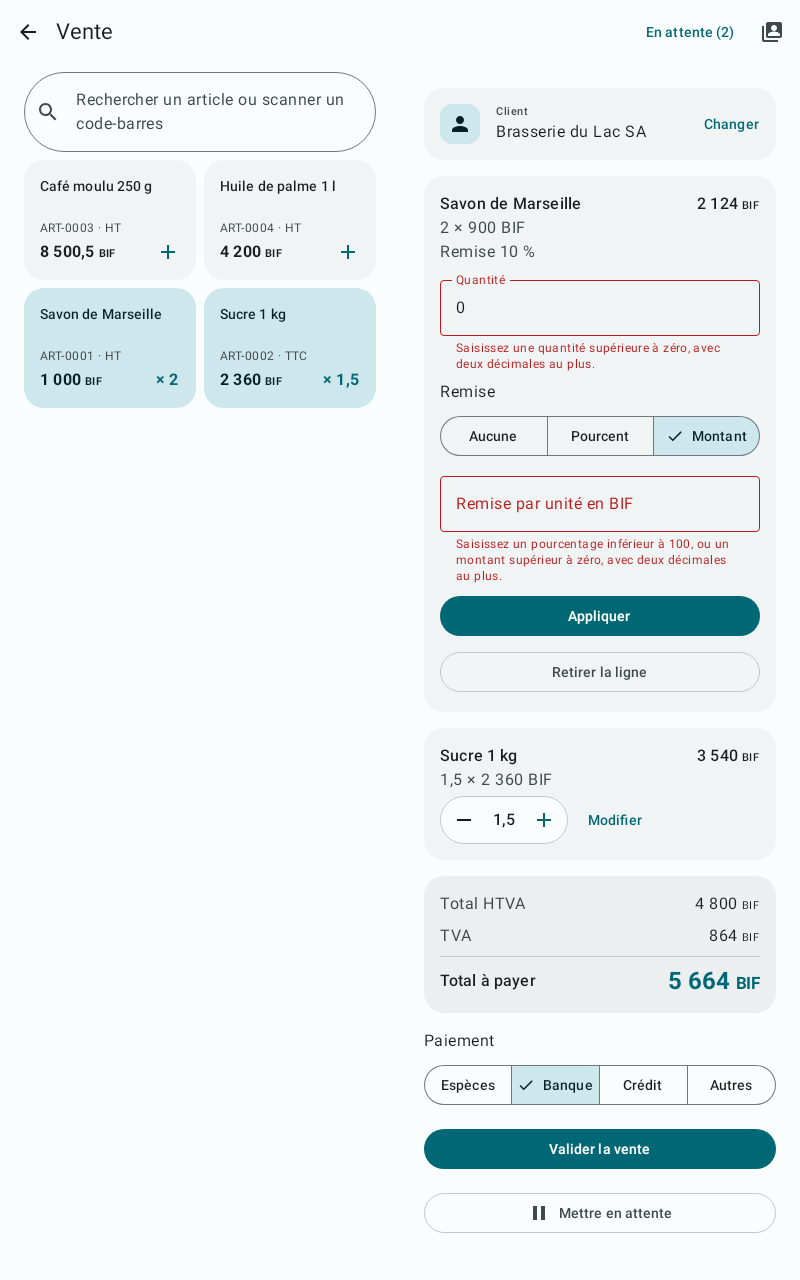 Vente
En attente (2)
Rechercher un article ou scanner un
code-barres
Café moulu 250 g
ART-0003 · HT
8 500,5 BIF
Huile de palme 1 l
ART-0004 · HT
4 200 BIF
Savon de Marseille
ART-0001 · HT
1 000 BIF
× 2
Sucre 1 kg
ART-0002 · TTC
2 360 BIF
× 1,5
Client
Brasserie du Lac SA
Changer
Savon de Marseille
2 124 BIF
2 × 900 BIF
Remise 10 %
Quantité
0
Saisissez une quantité supérieure à zéro, avec
deux décimales au plus.
Remise
Aucune
Pourcent
Montant
Remise par unité en BIF
Saisissez un pourcentage inférieur à 100, ou un
montant supérieur à zéro, avec deux décimales
au plus.
Appliquer
Retirer la ligne
Sucre 1 kg
3 540 BIF
1,5 × 2 360 BIF
1,5
Modifier
Total HTVA
4 800 BIF
TVA
864 BIF
Total à payer
5 664 BIF
Paiement
Espèces
Banque
Crédit
Autres
Valider la vente
Mettre en attente